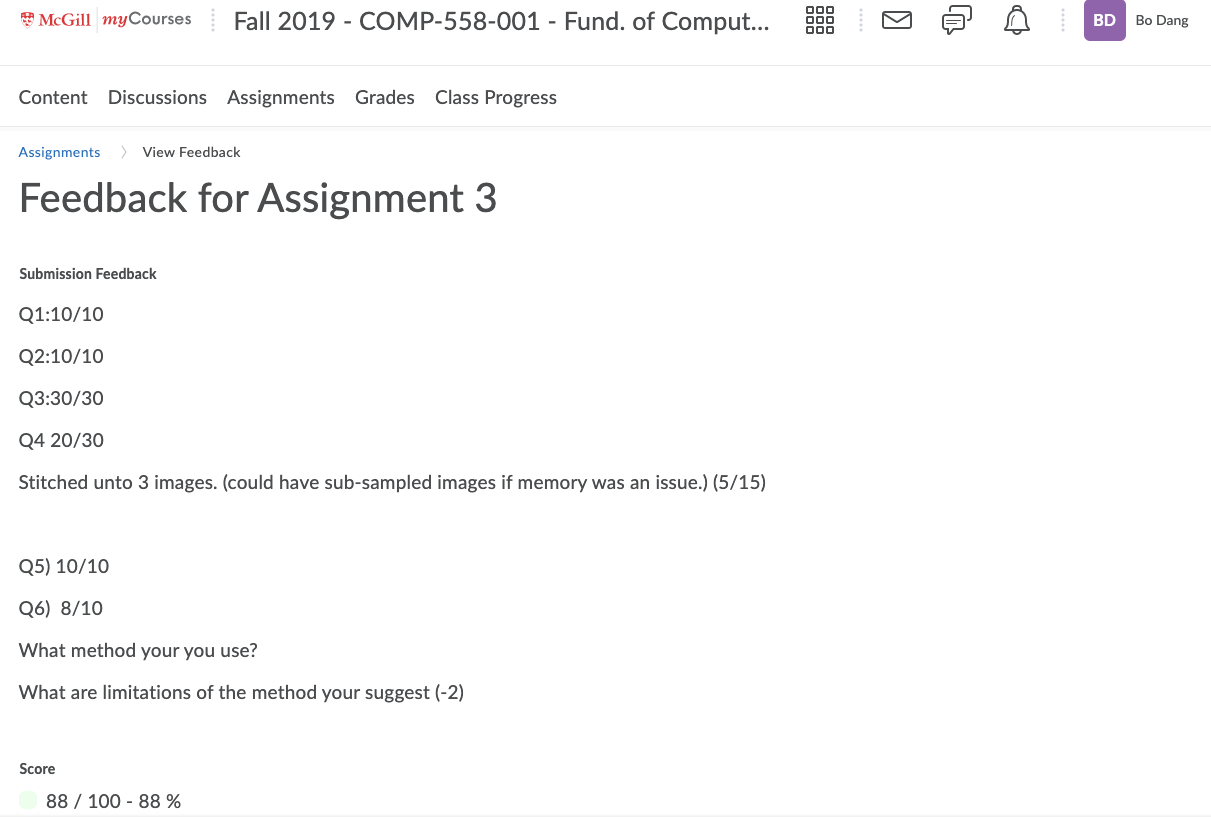 McGill myCourses Fall 2019 - COMP-558-001 - Fund. of Comput... BD Bo Dang
Content Discussions Assignments Grades Class Progress
Assignments View Feedback
Feedback for Assignment 3
Submission Feedback
Q1:10/10
Q2:10/10
Q3:30/30
Q4 20/30
Stitched unto 3 images. (could have sub-sampled images if memory was an issue.) (5/15)
Q5) 10/10
Q6) 8/10
What method your you use?
What are limitations of the method your suggest (-2)
Score
88 / 100 - 88 %